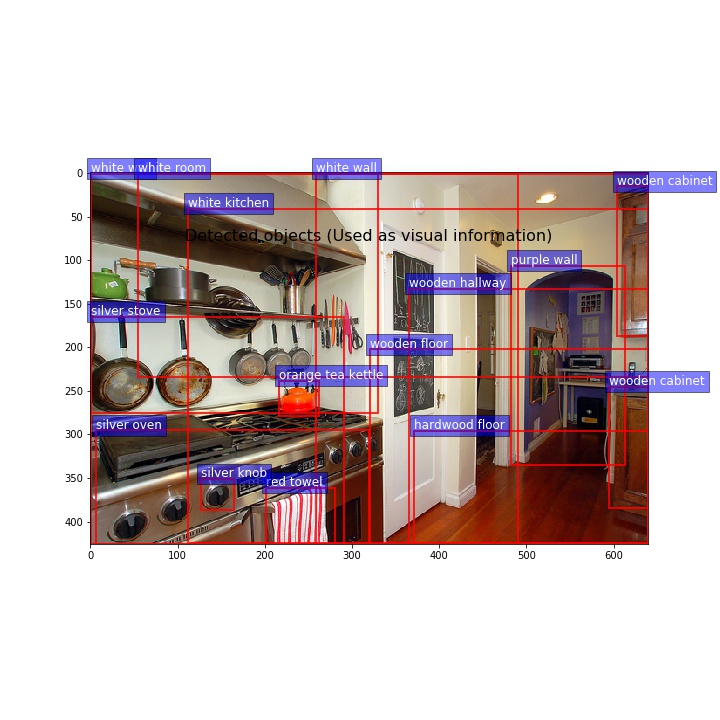 white w
white room
white wall
wooden cabinet
white kitchen
Detected objects (Used as visual information)
purple wall
wooden hallway
silver stove
wooden floor
orange tea kettle
wooden cabinet
silver oven
hardwood floor
silver knob
red towel
0
50
100
150
200
250
300
350
400
0
100
200
300
400
500
600